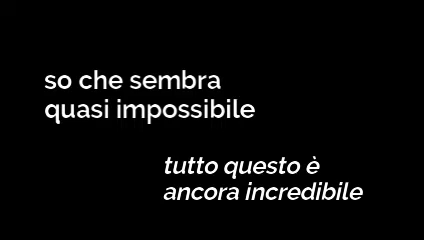 so che sembra
quasi impossibile
tutto questo è
ancora incredibile